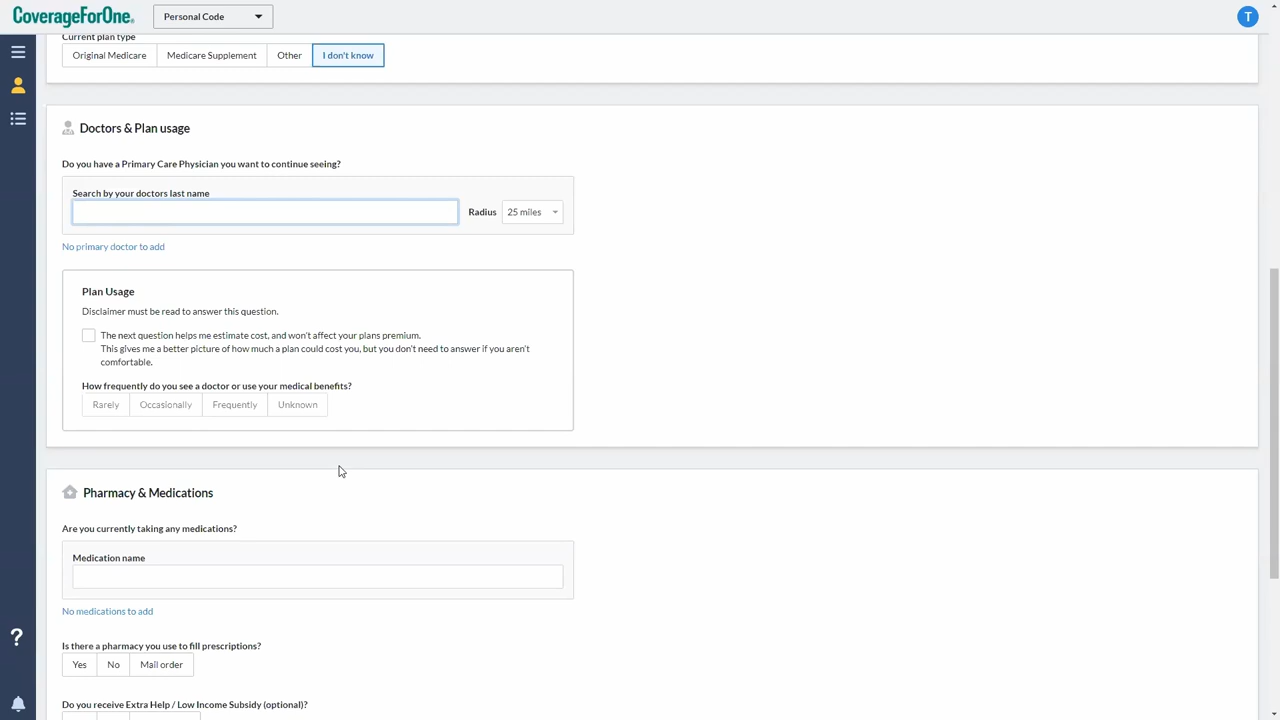 CoverageForOne.
Personal Code
T
Current plan type
Original Medicare Medicare Supplement Other I don't know
Doctors & Plan usage
Do you have a Primary Care Physician you want to continue seeing?
Search by your doctors last name
Radius 25 miles
No primary doctor to add
Plan Usage
Disclaimer must be read to answer this question.
The next question helps me estimate cost, and won't affect your plans premium.
This gives me a better picture of how much a plan could cost you, but you don't need to answer if you aren't
comfortable.
How frequently do you see a doctor or use your medical benefits?
Rarely Occasionally Frequently Unknown
Pharmacy & Medications
Are you currently taking any medications?
Medication name
No medications to add
?
Is there a pharmacy you use to fill prescriptions?
Yes No Mail order
Do you receive Extra Help / Low Income Subsidy (optional)?